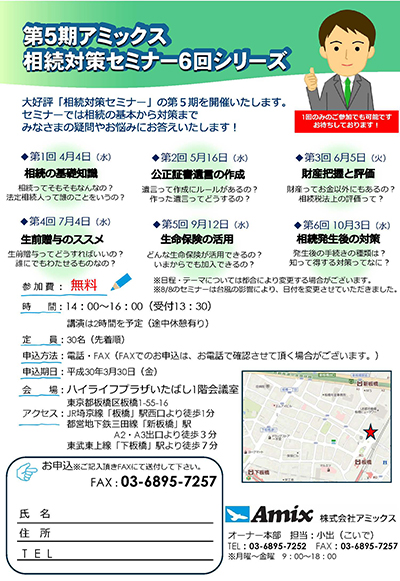 第5期アミックス
相続対策セミナー6回シリーズ
大好評「相続対策セミナー」の第5期を開催いたします。
セミナーでは相続の基本から対策まで
みなさまの疑問やお悩みにお答えいたします！
1回のみのご参加も可能です
お待ちしております！
◆第1回 4月4日（水）
相続の基礎知識
相続ってそもそもなんなの？
法定相続人って誰のことをいうの？
◆第2回 5月16日（水）
公正証書遺言の作成
遺言って作成にルールがあるの？
作った遺言ってどうするの？
◆第3回 6月5日（火）
財産把握と評価
財産ってお金以外にもあるの？
相続税法上の評価って？
◆第4回 7月4日（水）
生前贈与のススメ
生前贈与ってどうすればいいの？
誰にでもわたせるものなの？
◆第5回 9月12日（水）
生命保険の活用
どんな生命保険が活用できるの？
いまからでも加入できるの？
◆第6回 10月3日（水）
相続発生後の対策
発生後の手続きの種類は？
知って得する対策ってなに？
参加費：無料
※日程・テーマについては都合により変更する場合がございます。
※8/8のセミナーは台風の影響により、日付を変更させていただきました。
時　間：14：00～16：00（受付13：30）
講演は2時間を予定（途中休憩有り）
定　員：30名（先着順）
申込方法：電話・FAX（FAXでのお申込は、お電話で確認させて頂く場合がございます。）
申込期日：平成30年3月30日（金）
会　場：ハイライフプラザいたばし1階会議室
東京都板橋区板橋1-55-16
アクセス：JR埼京線「板橋」駅西口より徒歩1分
都営地下鉄三田線「新板橋」駅
A2・A3出口より徒歩3分
東武東上線「下板橋」駅より徒歩7分
新板橋
板橋
下板橋
お申込※ご記入頂きFAXにて送付して下さい。
FAX：03-6895-7257
氏　名
住　所
ＴＥＬ
Amix 株式会社アミックス
オーナー本部　担当：小出（こいで）
TEL：03-6895-7252　FAX：03-6895-7257
※月曜～金曜　9：00～18：00